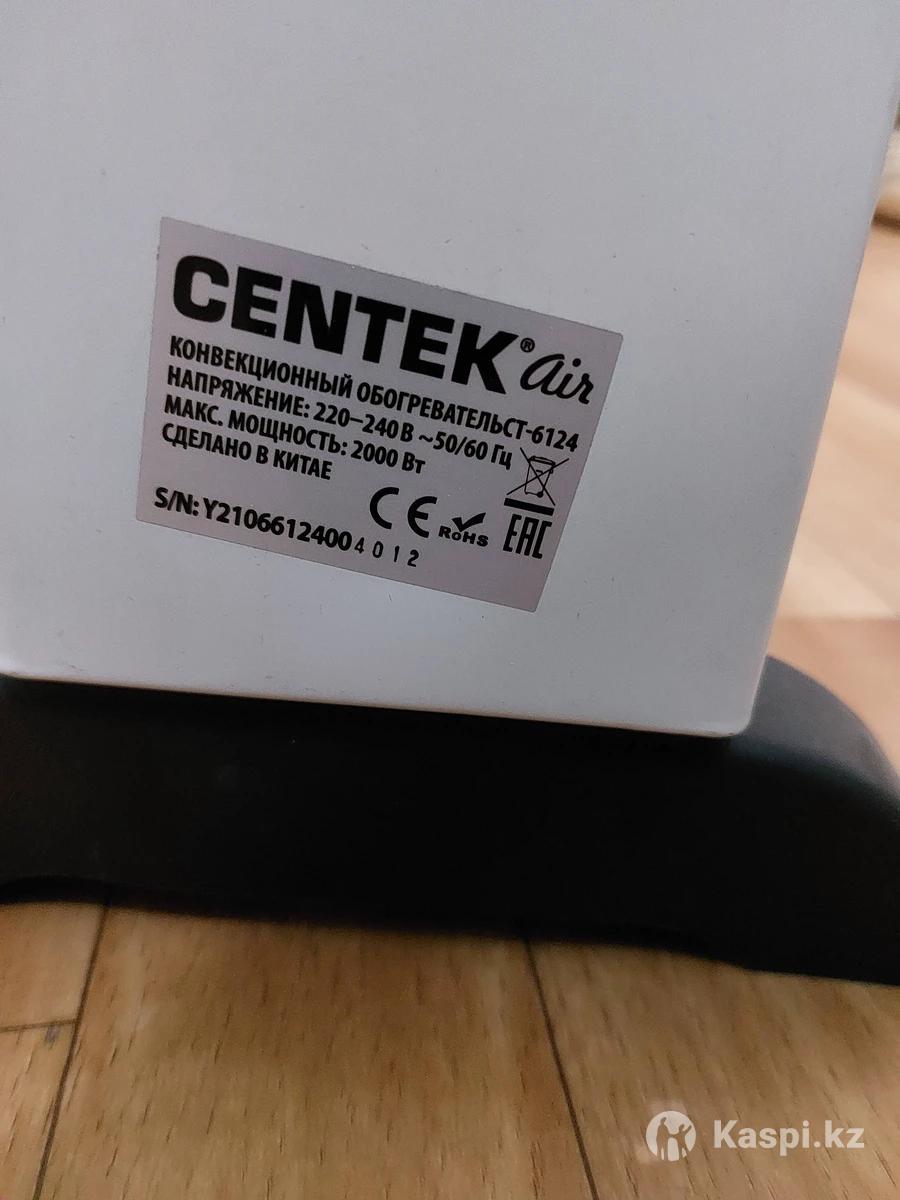 CENTEK® air
КОНВЕКЦИОННЫЙ ОБОГРЕВАТЕЛЬCT-6124
НАПРЯЖЕНИЕ: 220–240 В ~50/60 Гц
МАКС. МОЩНОСТЬ: 2000 Вт
СДЕЛАНО В КИТАЕ
CE RoHS EAC
S/N: Y21066124004012
Kaspi.kz